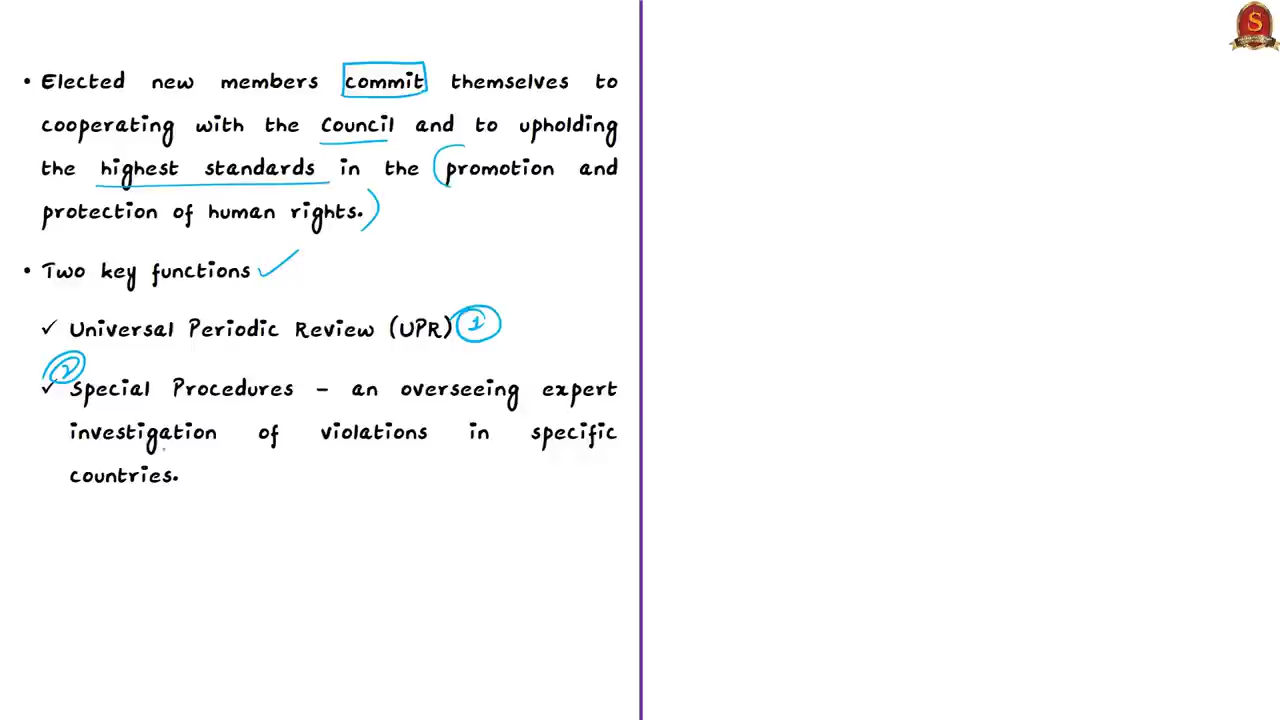 • Elected new members commit themselves to
cooperating with the Council and to upholding
the highest standards in the (promotion and
protection of human rights.)
• Two key functions ✓
✓ Universal Periodic Review (UPR) 1
2
✓ Special Procedures – an overseeing expert
investigation of violations in specific
countries.
S